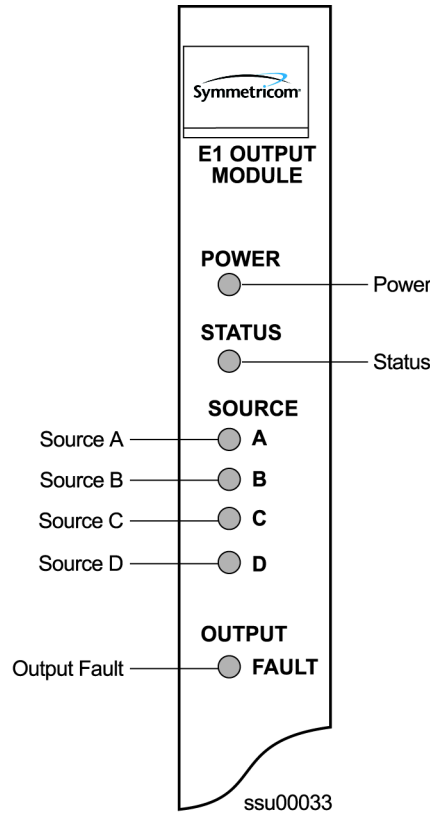 Symmetricom
E1 OUTPUT
MODULE
POWER
Power
STATUS
Status
SOURCE
Source A
A
Source B
B
Source C
C
Source D
D
OUTPUT
Output Fault
FAULT
ssu00033